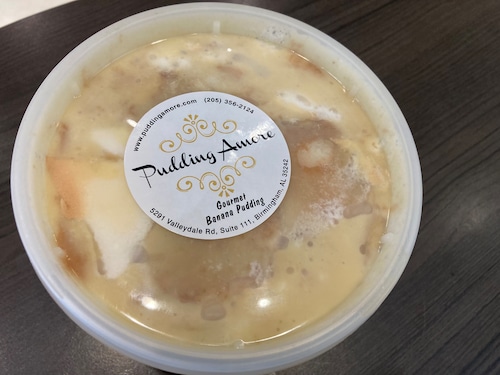 www.puddingamore.com (205) 356-2124
Pudding Amore
Gourmet
Banana Pudding
5291 Valleydale Rd, Suite 111, Birmingham, AL 35242